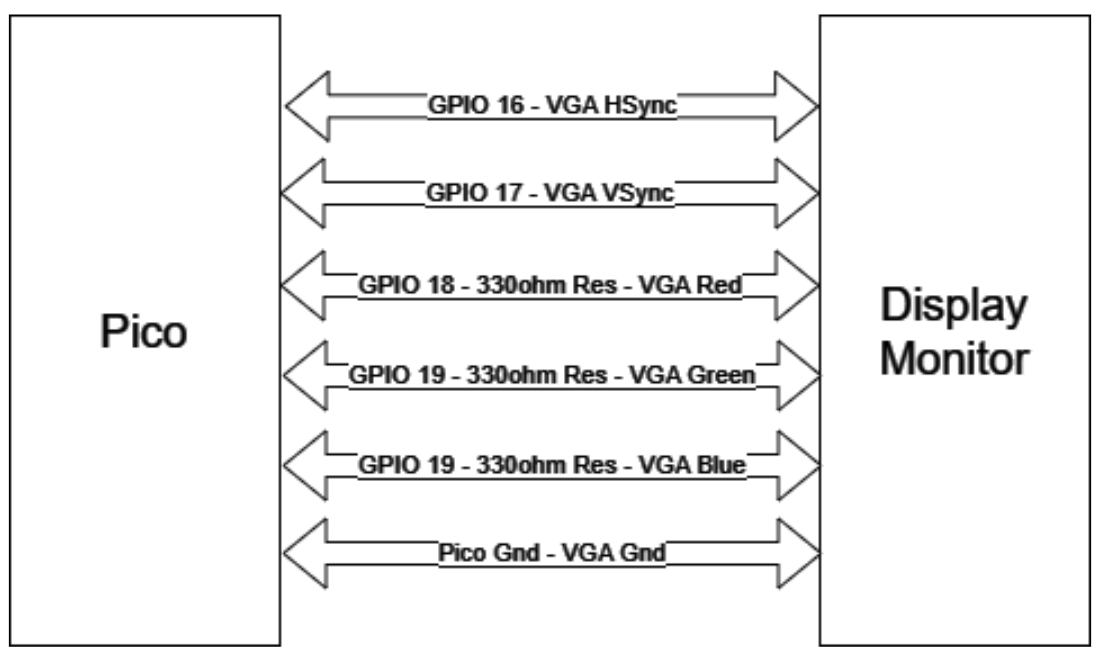 Pico
GPIO 16 - VGA HSync
GPIO 17 - VGA VSync
GPIO 18 - 330ohm Res - VGA Red
GPIO 19 - 330ohm Res - VGA Green
GPIO 19 - 330ohm Res - VGA Blue
Pico Gnd - VGA Gnd
Display
Monitor